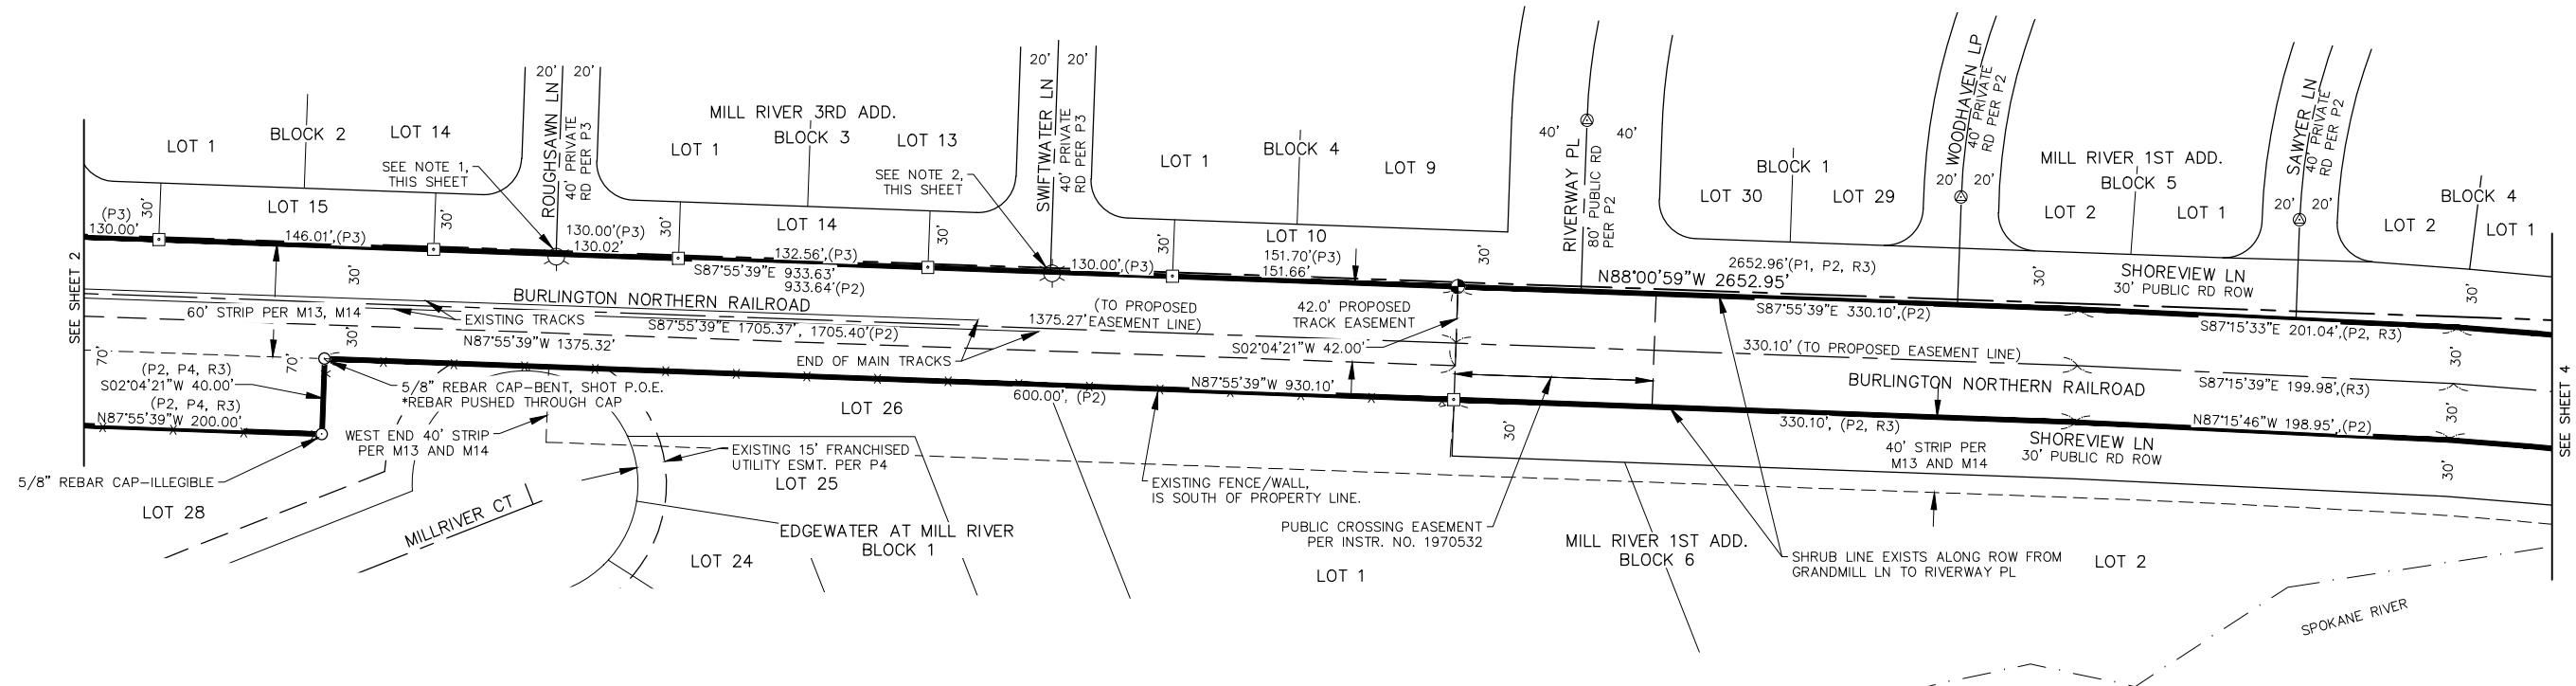 SEE SHEET 2
LOT 1
BLOCK 2
LOT 14
SEE NOTE 1,
THIS SHEET
20' 20'
ROUGHSAWN LN
40' PRIVATE
RD PER P3
MILL RIVER 3RD ADD.
BLOCK 3
LOT 1
LOT 13
SEE NOTE 2,
THIS SHEET
20' 20'
SWIFTWATER LN
40' PRIVATE
RD PER P3
LOT 1
BLOCK 4
LOT 9
40' 40'
RIVERWAY PL
80' PUBLIC RD
PER P2
BLOCK 1
LOT 30
LOT 29
WOODHAVEN LP
40' PRIVATE
RD PER P2
20' 20'
MILL RIVER 1ST ADD.
BLOCK 5
LOT 2
LOT 1
SAWYER LN
40' PRIVATE
RD PER P2
20' 20'
BLOCK 4
LOT 2
LOT 1
(P3)
130.00'
30'
LOT 15
146.01',(P3)
30'
130.00'(P3)
130.02'
30'
LOT 14
132.56',(P3)
30'
130.00',(P3)
30'
LOT 10
151.70'(P3)
151.66'
30'
2652.96'(P1, P2, R3)
N88°00'59"W 2652.95'
30'
SHOREVIEW LN
30' PUBLIC RD ROW
30'
S87°55'39"E 933.63'
933.64'(P2)
S87°55'39"E 330.10',(P2)
S87°15'33"E 201.04',(P2, R3)
30'
BURLINGTON NORTHERN RAILROAD
60' STRIP PER M13, M14
EXISTING TRACKS
S87°55'39"E 1705.37', 1705.40'(P2)
(TO PROPOSED
1375.27' EASEMENT LINE)
42.0' PROPOSED
TRACK EASEMENT
S02°04'21"W 42.00'
330.10' (TO PROPOSED EASEMENT LINE)
30'
N87°55'39"W 1375.32'
END OF MAIN TRACKS
30'
70'
70'
BURLINGTON NORTHERN RAILROAD
S87°15'39"E 199.98',(R3)
(P2, P4, R3)
S02°04'21"W 40.00'
(P2, P4, R3)
N87°55'39"W 200.00'
5/8" REBAR CAP-BENT, SHOT P.O.E.
*REBAR PUSHED THROUGH CAP
LOT 26
N87°55'39"W 930.10'
600.00', (P2)
30'
330.10', (P2, R3)
30'
N87°15'46"W 198.95',(P2)
SHOREVIEW LN
30' PUBLIC RD ROW
40' STRIP PER
M13 AND M14
30'
WEST END 40' STRIP
PER M13 AND M14
EXISTING 15' FRANCHISED
UTILITY ESMT. PER P4
LOT 25
EXISTING FENCE/WALL,
IS SOUTH OF PROPERTY LINE.
5/8" REBAR CAP-ILLEGIBLE
LOT 28
MILLRIVER CT
EDGEWATER AT MILL RIVER
BLOCK 1
LOT 24
PUBLIC CROSSING EASEMENT
PER INSTR. NO. 1970532
LOT 1
MILL RIVER 1ST ADD.
BLOCK 6
SHRUB LINE EXISTS ALONG ROW FROM
GRANDMILL LN TO RIVERWAY PL
LOT 2
SPOKANE RIVER
SEE SHEET 4